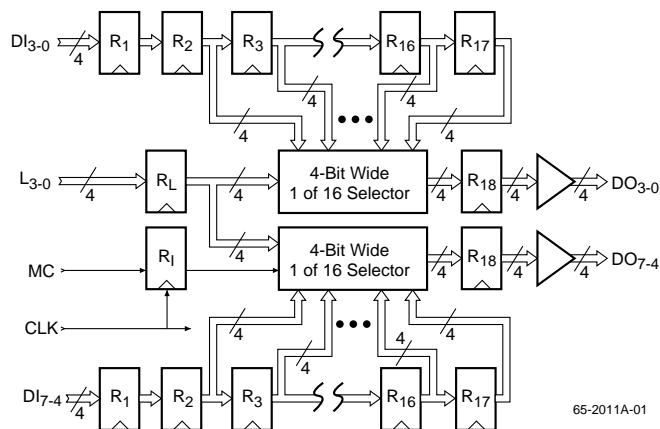 DI3-0 4 R1 R2 R3 R16 R17
4 4 4 4
L3-0 4 RL 4 4-Bit Wide 1 of 16 Selector 4 R18 4 4 DO3-0
4
MC RI 4-Bit Wide 1 of 16 Selector 4 R18 4 4 DO7-4
CLK
4 4 4 4
DI7-4 4 R1 R2 R3 R16 R17
65-2011A-01